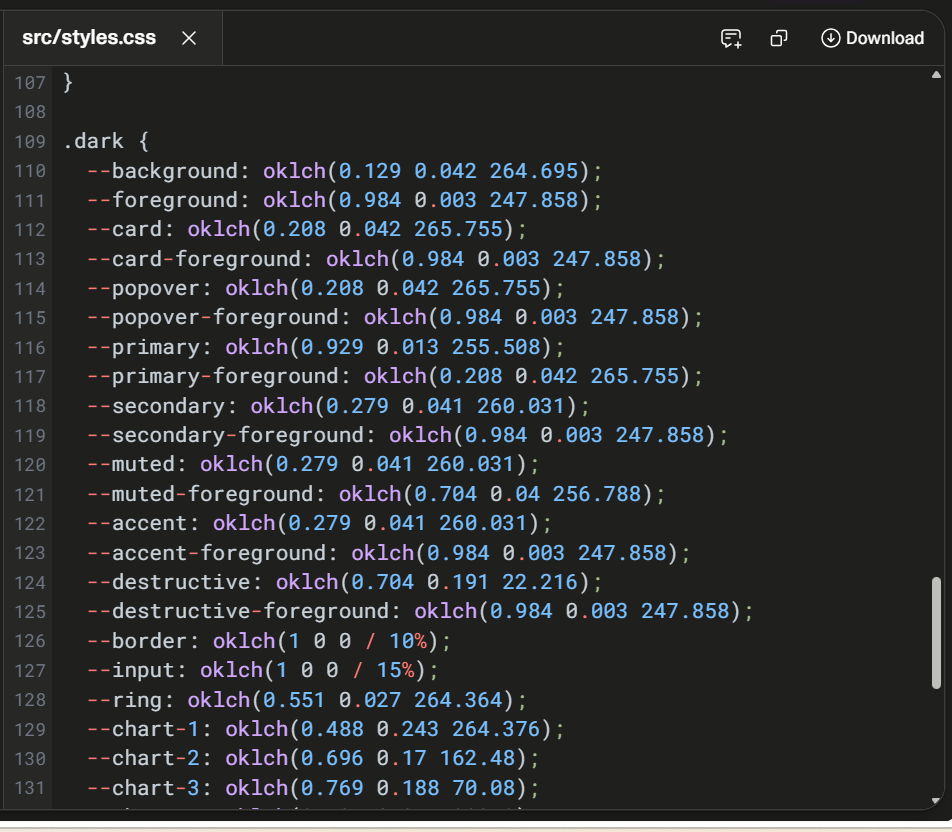 src/styles.css
Download
107 }
108
109 .dark {
110 --background: oklch(0.129 0.042 264.695);
111 --foreground: oklch(0.984 0.003 247.858);
112 --card: oklch(0.208 0.042 265.755);
113 --card-foreground: oklch(0.984 0.003 247.858);
114 --popover: oklch(0.208 0.042 265.755);
115 --popover-foreground: oklch(0.984 0.003 247.858);
116 --primary: oklch(0.929 0.013 255.508);
117 --primary-foreground: oklch(0.208 0.042 265.755);
118 --secondary: oklch(0.279 0.041 260.031);
119 --secondary-foreground: oklch(0.984 0.003 247.858);
120 --muted: oklch(0.279 0.041 260.031);
121 --muted-foreground: oklch(0.704 0.04 256.788);
122 --accent: oklch(0.279 0.041 260.031);
123 --accent-foreground: oklch(0.984 0.003 247.858);
124 --destructive: oklch(0.704 0.191 22.216);
125 --destructive-foreground: oklch(0.984 0.003 247.858);
126 --border: oklch(1 0 0 / 10%);
127 --input: oklch(1 0 0 / 15%);
128 --ring: oklch(0.551 0.027 264.364);
129 --chart-1: oklch(0.488 0.243 264.376);
130 --chart-2: oklch(0.696 0.17 162.48);
131 --chart-3: oklch(0.769 0.188 70.08);